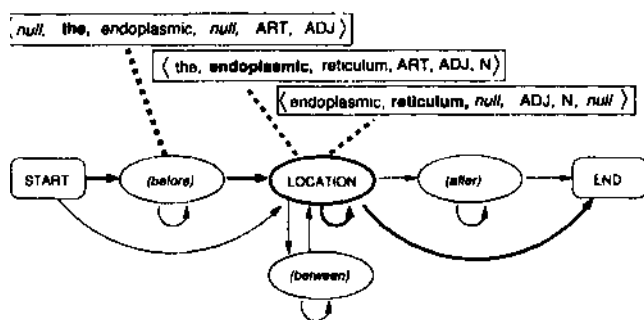 ⟨ null, the, endoplasmic, null, ART, ADJ ⟩
⟨ the, endoplasmic, reticulum, ART, ADJ, N ⟩
⟨ endoplasmic, reticulum, null, ADJ, N, null ⟩
START (before) LOCATION (after) END
(between)